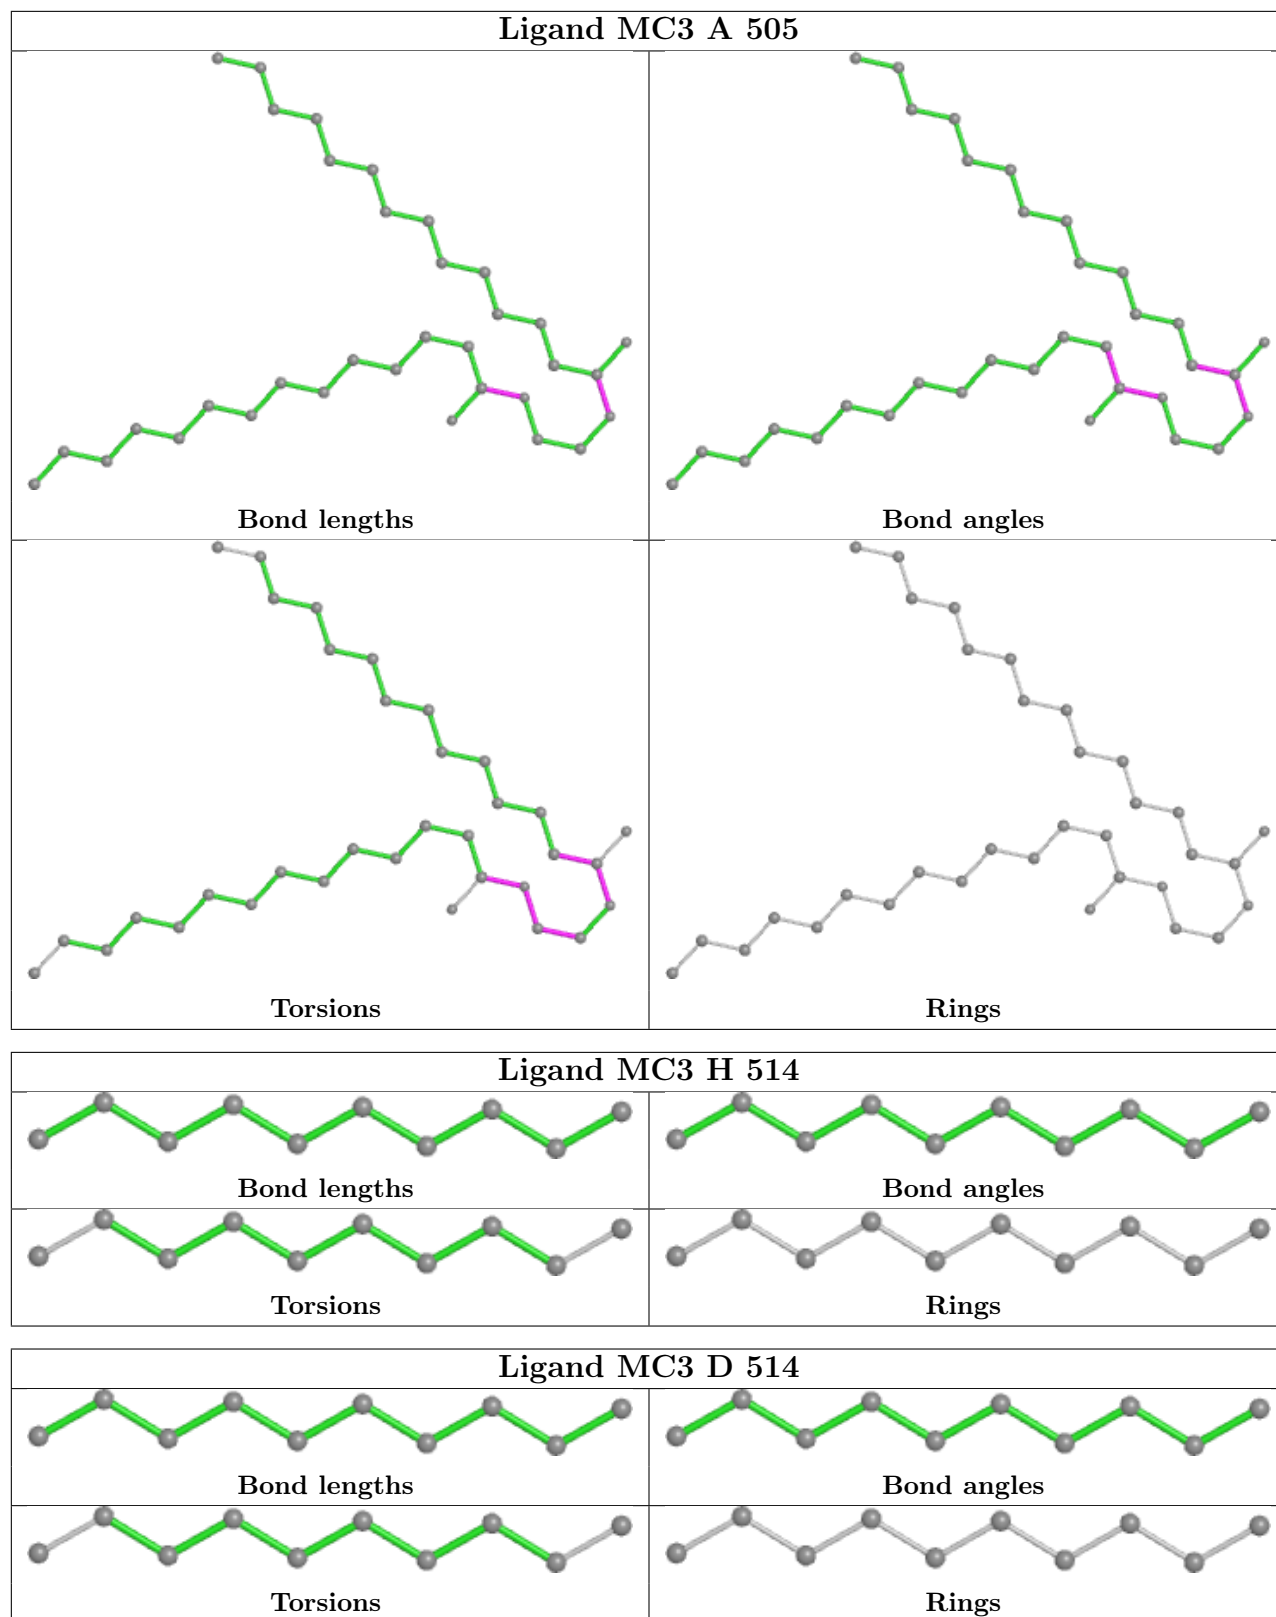 Ligand MC3 A 505
Bond lengths
Bond angles
Torsions
Rings
Ligand MC3 H 514
Bond lengths
Bond angles
Torsions
Rings
Ligand MC3 D 514
Bond lengths
Bond angles
Torsions
Rings